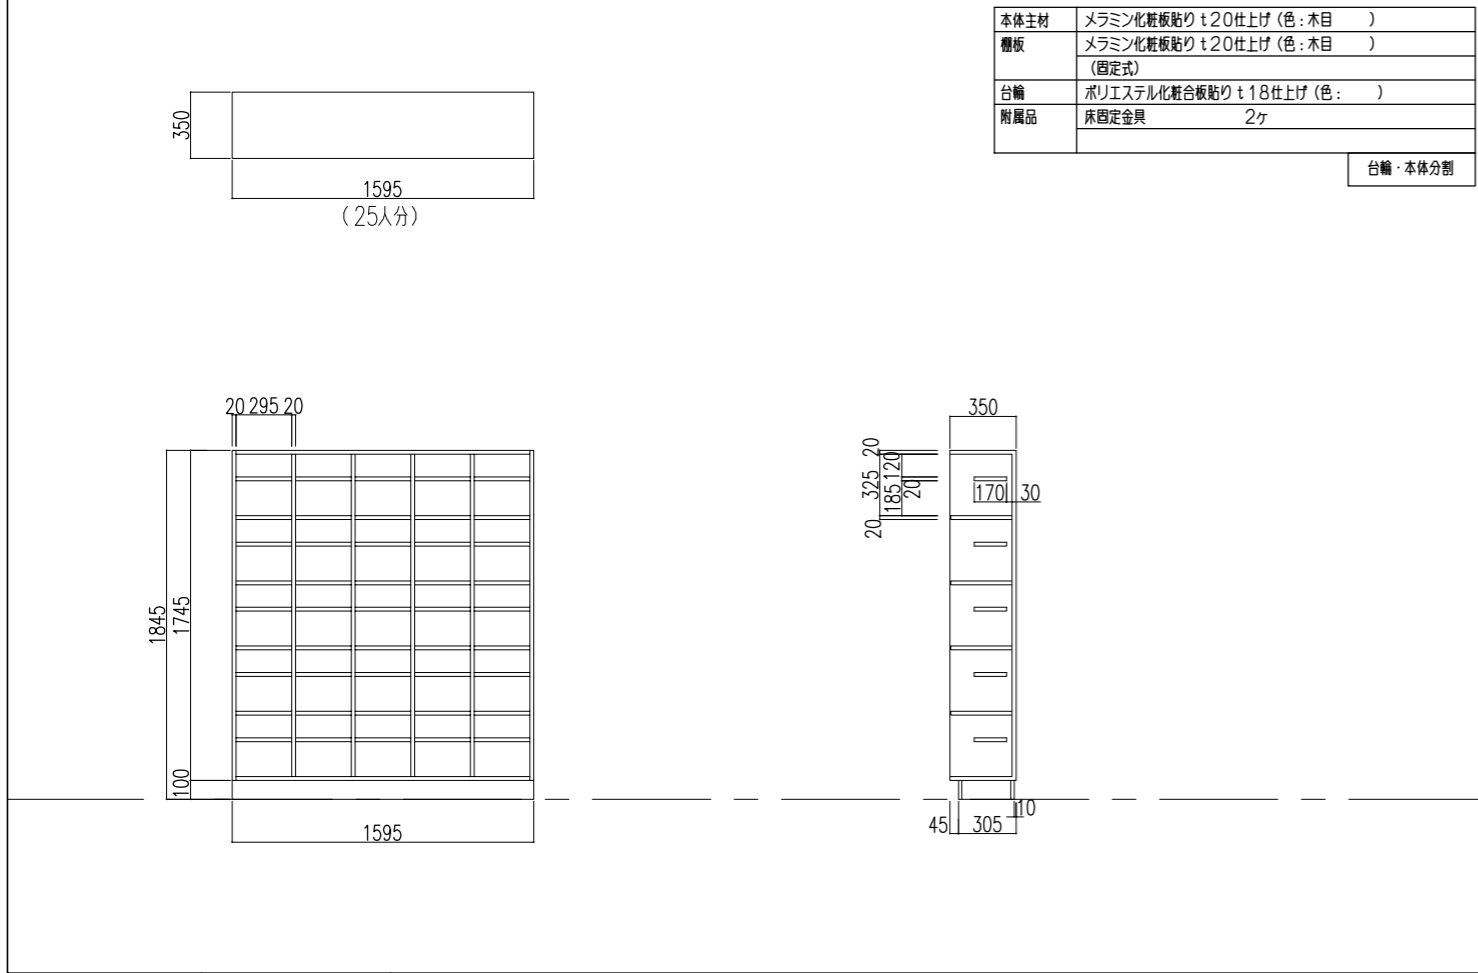 本体主材 メラミン化粧板貼りt20仕上げ(色:木目　　)
棚板 メラミン化粧板貼りt20仕上げ(色:木目　　)
(固定式)
台輪 ポリエステル化粧合板貼りt18仕上げ(色:　　)
附属品 床固定金具 2ケ
台輪・本体分割
350
1595
(25人分)
20 295 20
1845
1745
100
1595
350
20
325
20
120
185
20
170 30
45 305
10